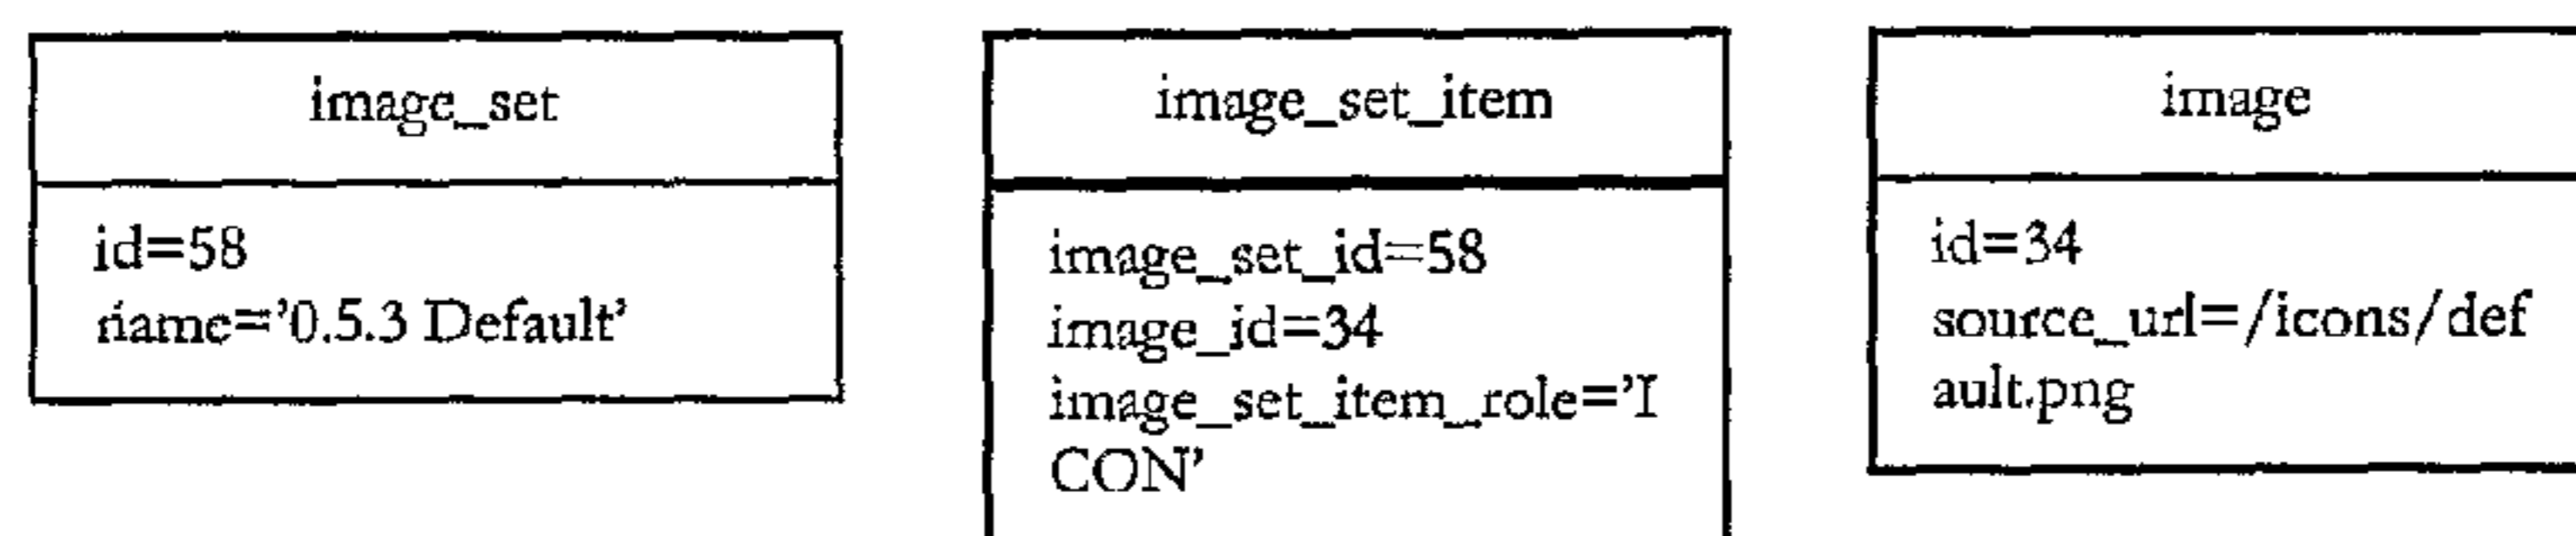 image_set
id=58
name='0.5.3 Default'
image_set_item
image_set_id=58
image_id=34
image_set_item_role='I
CON'
image
id=34
source_url=/icons/def
ault.png